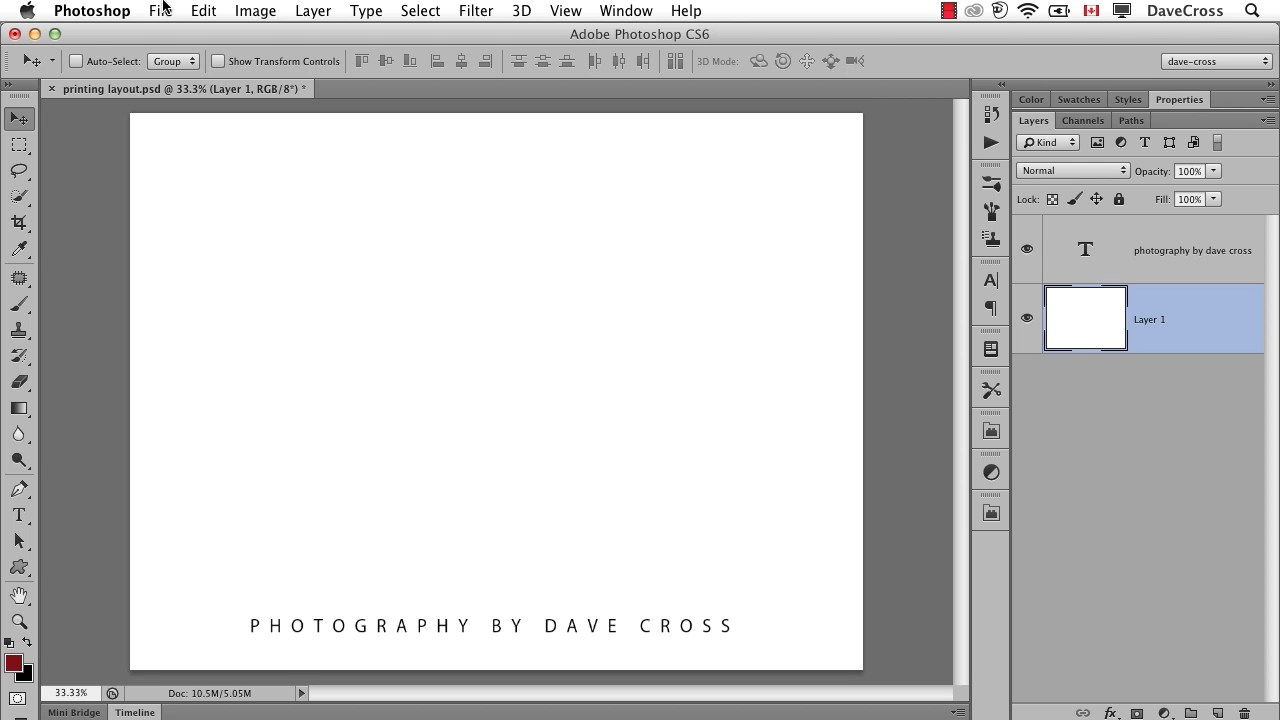 Photoshop File Edit Image Layer Type Select Filter 3D View Window Help DaveCross
Adobe Photoshop CS6
Auto-Select: Group Show Transform Controls 3D Mode: dave-cross
printing layout.psd @ 33.3% (Layer 1, RGB/8*) *
Color Swatches Styles Properties
Layers Channels Paths
Kind
Normal Opacity: 100%
Lock: Fill: 100%
photography by dave cross
Layer 1
PHOTOGRAPHY BY DAVE CROSS
33.33% Doc: 10.5M/5.05M
Mini Bridge Timeline